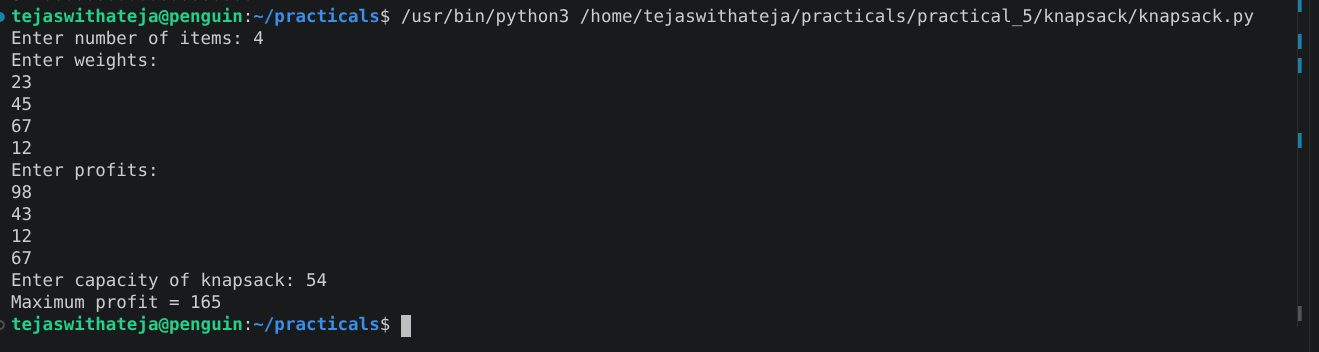 tejaswithateja@penguin:~/practicals$ /usr/bin/python3 /home/tejaswithateja/practicals/practical_5/knapsack/knapsack.py
Enter number of items: 4
Enter weights:
23
45
67
12
Enter profits:
98
43
12
67
Enter capacity of knapsack: 54
Maximum profit = 165
tejaswithateja@penguin:~/practicals$